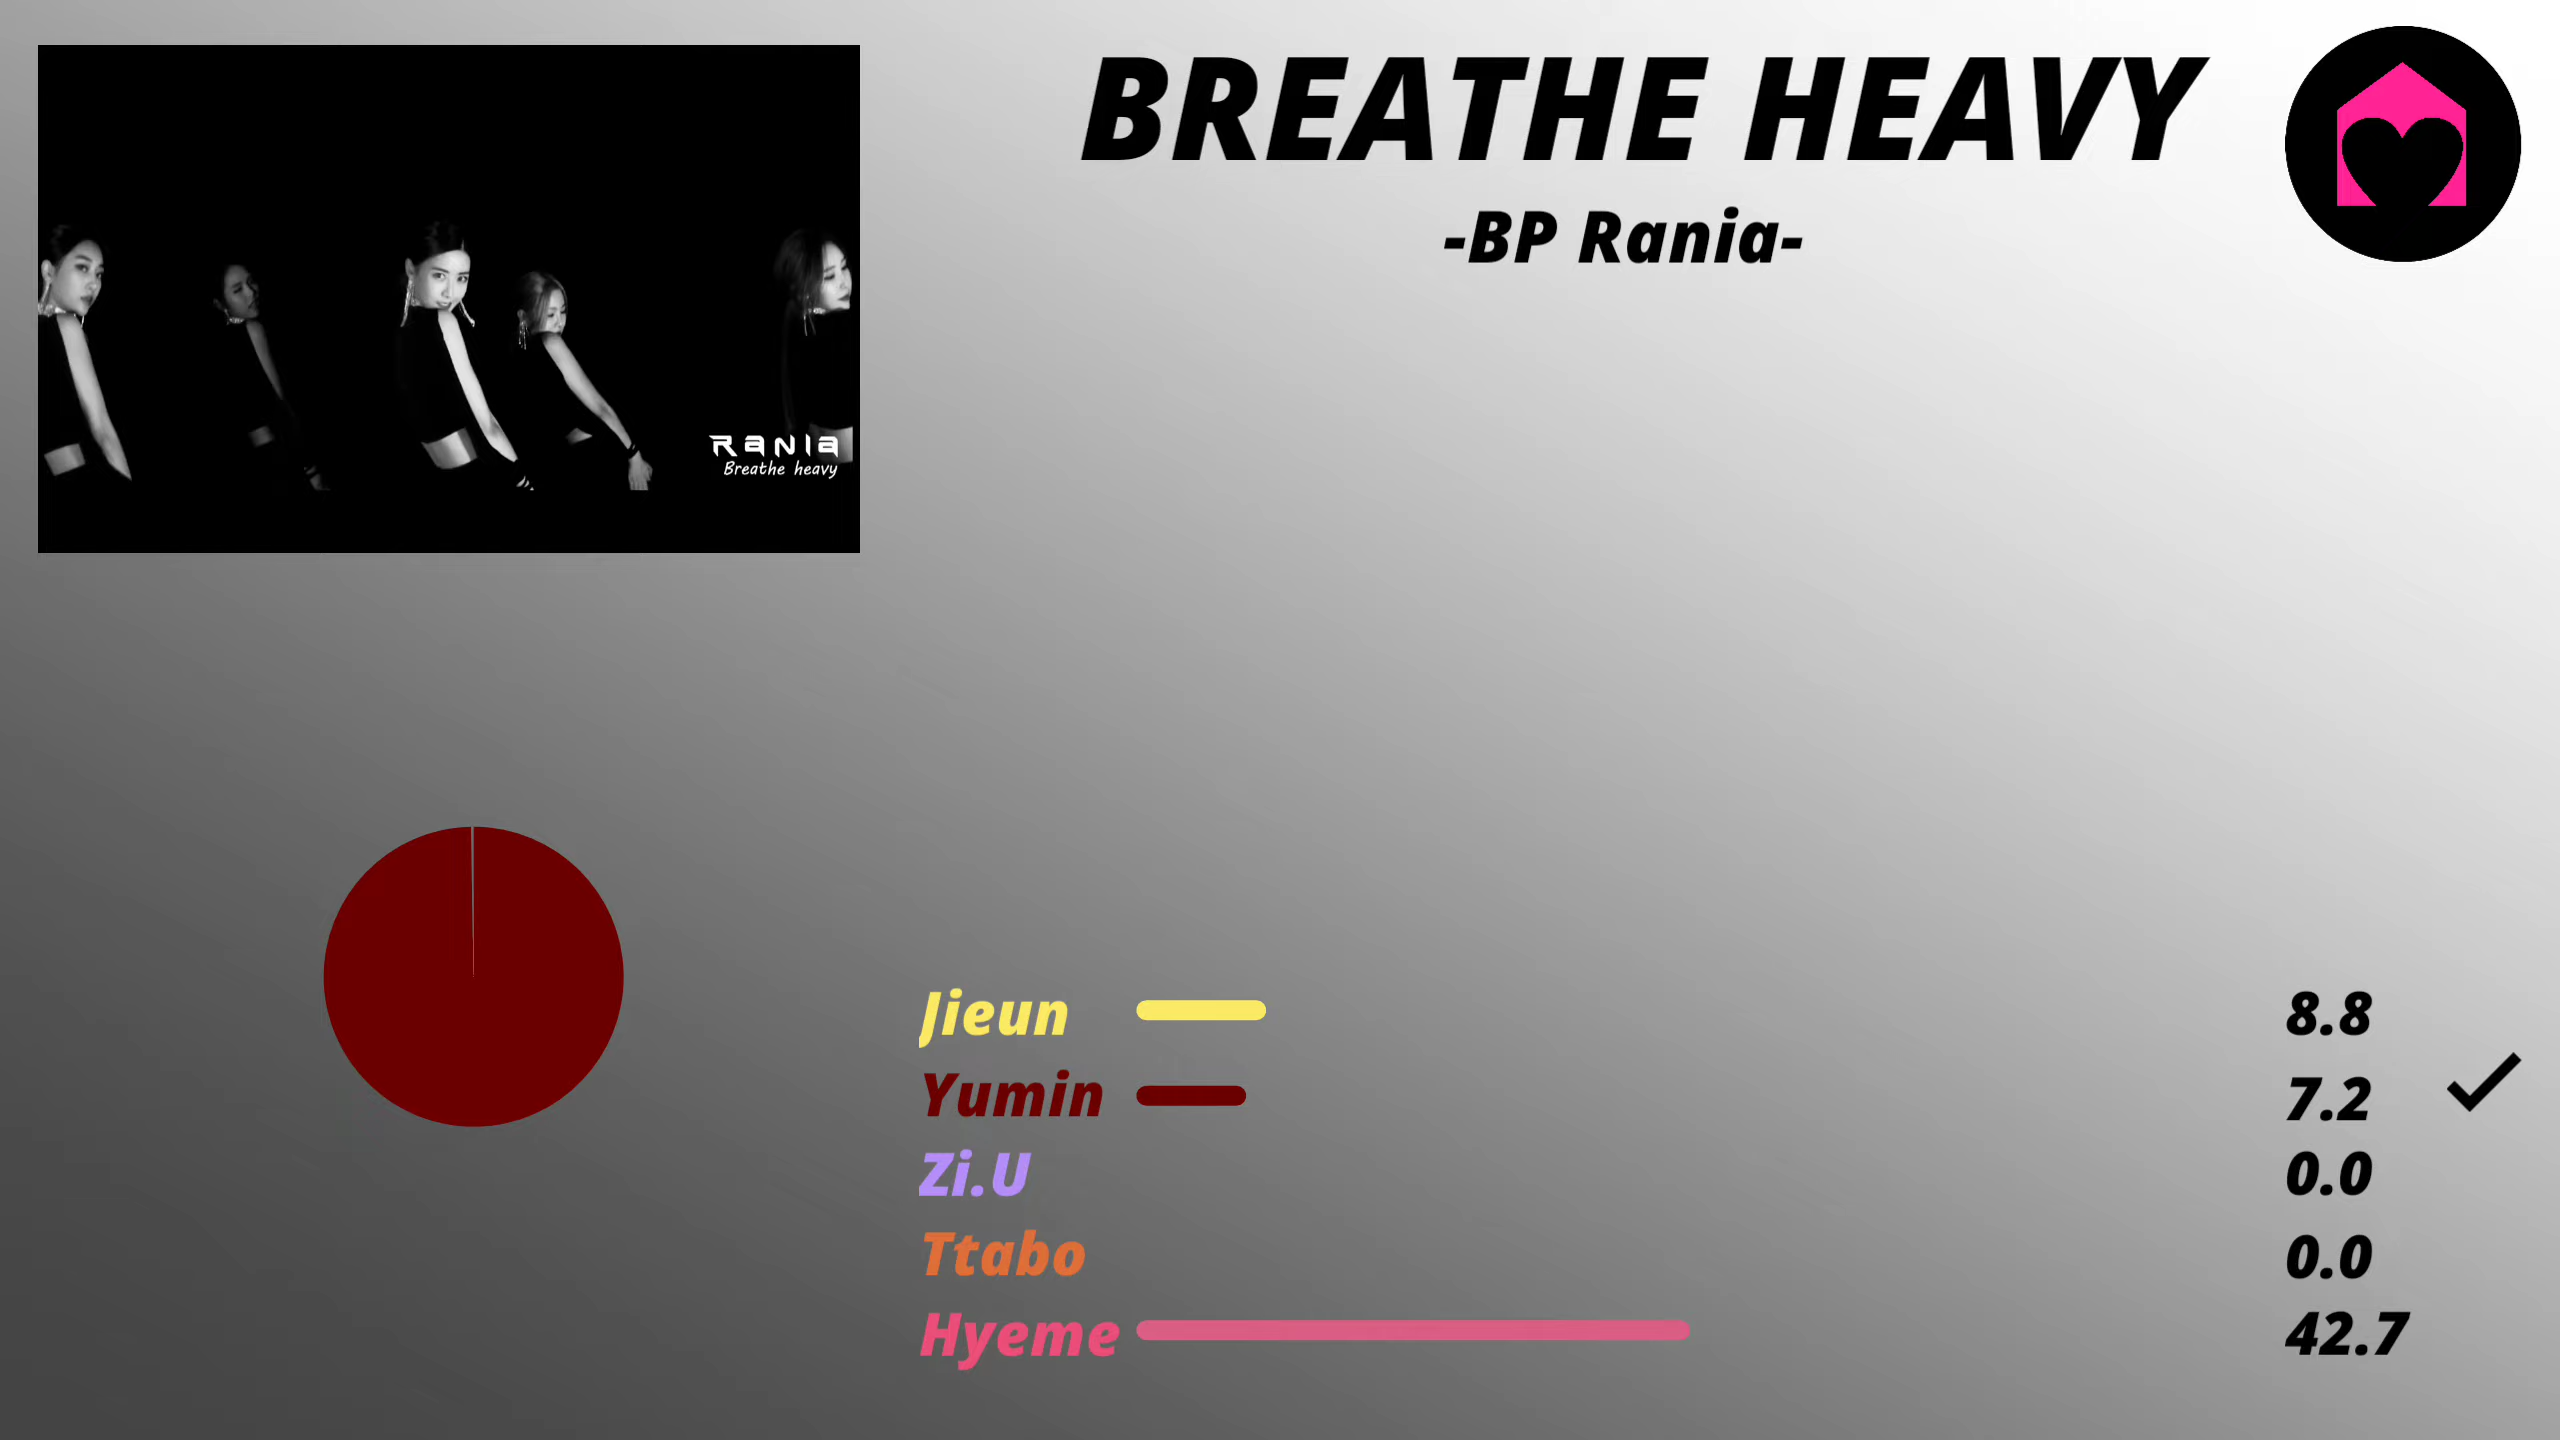 BREATHE HEAVY
-BP Rania-
RANIA
Breathe heavy
Jieun 8.8
Yumin 7.2
Zi.U 0.0
Ttabo 0.0
Hyeme 42.7